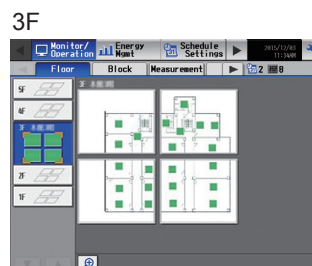 3F
Monitor/
Operation
Energy
Mgmt
Schedule
Settings
2015/12/03
11:34AM
Floor
Block
Measurement
2
8
5F
4F
3F
3F
2F
1F